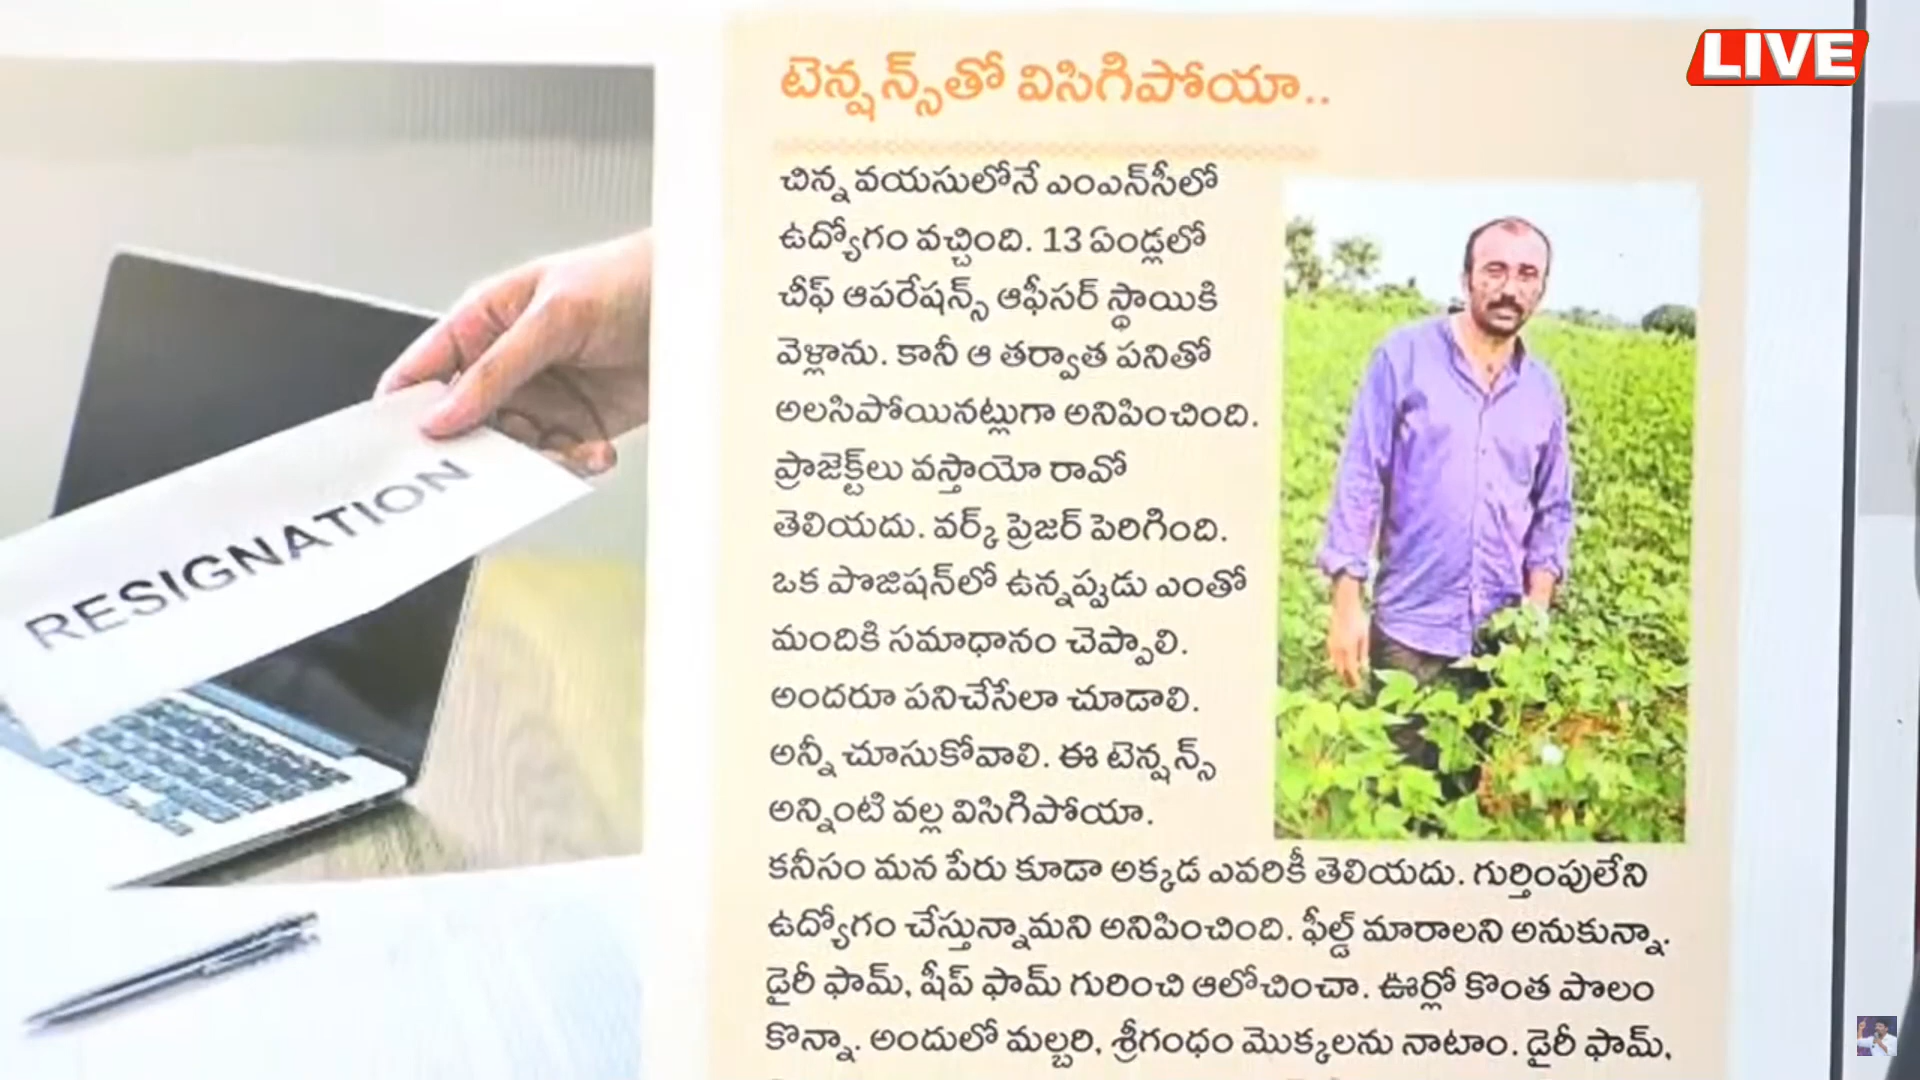 LIVE
RESIGNATION
టెన్షన్స్‌తో విసిగిపోయా..
చిన్న వయసులోనే ఎంఎన్‌సీలో
ఉద్యోగం వచ్చింది. 13 ఏండ్లలో
చీఫ్ ఆపరేషన్స్ ఆఫీసర్ స్థాయికి
వెళ్లాను. కానీ ఆ తర్వాత పనితో
అలసిపోయినట్లుగా అనిపించింది.
ప్రాజెక్ట్‌లు వస్తాయో రావో
తెలియదు. వర్క్ ప్రెజర్ పెరిగింది.
ఒక పొజిషన్‌లో ఉన్నప్పుడు ఎంతో
మందికి సమాధానం చెప్పాలి.
అందరూ పనిచేసేలా చూడాలి.
అన్నీ చూసుకోవాలి. ఈ టెన్షన్స్
అన్నింటి వల్ల విసిగిపోయా.
కనీసం మన పేరు కూడా అక్కడ ఎవరికీ తెలియదు. గుర్తింపులేని
ఉద్యోగం చేస్తున్నామని అనిపించింది. ఫీల్డ్ మారాలని అనుకున్నా.
డైరీ ఫామ్, షీప్ ఫామ్ గురించి ఆలోచించా. ఊర్లో కొంత పొలం
కొన్నా. అందులో మల్బరి, శ్రీగంధం మొక్కలను నాటాం. డైరీ ఫామ్,